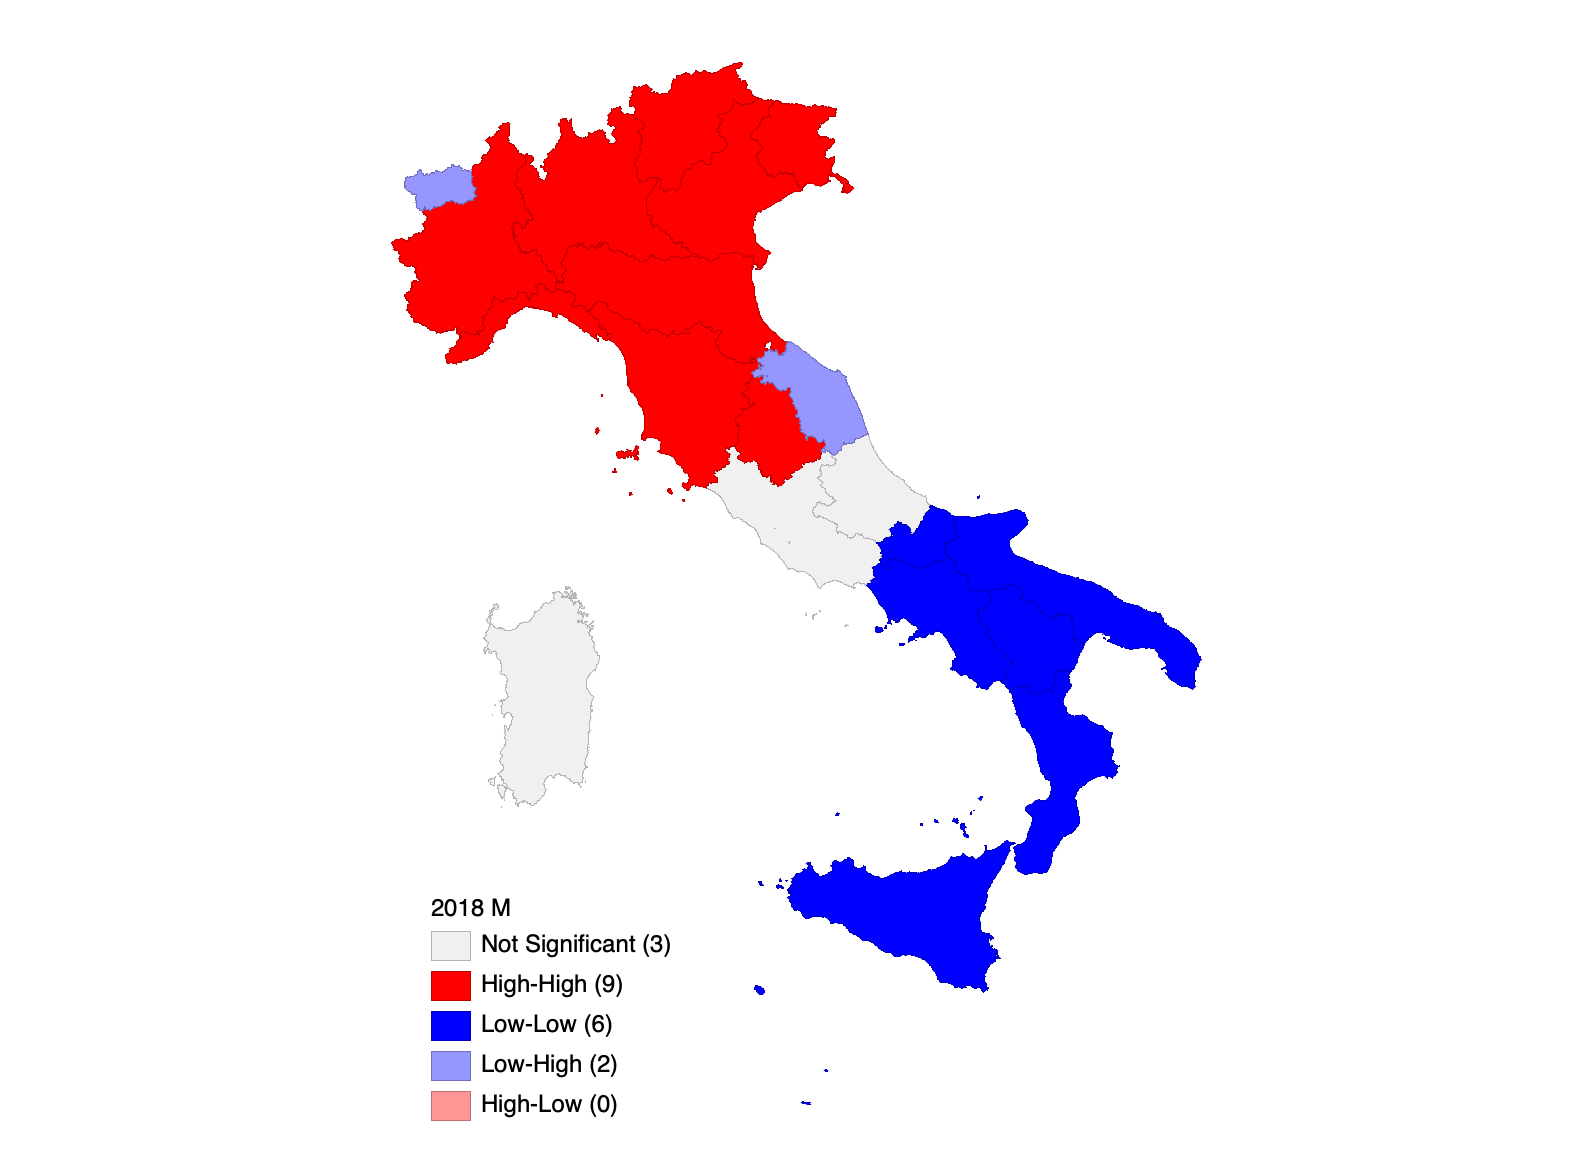 2018 M
Not Significant (3)
High-High (9)
Low-Low (6)
Low-High (2)
High-Low (0)